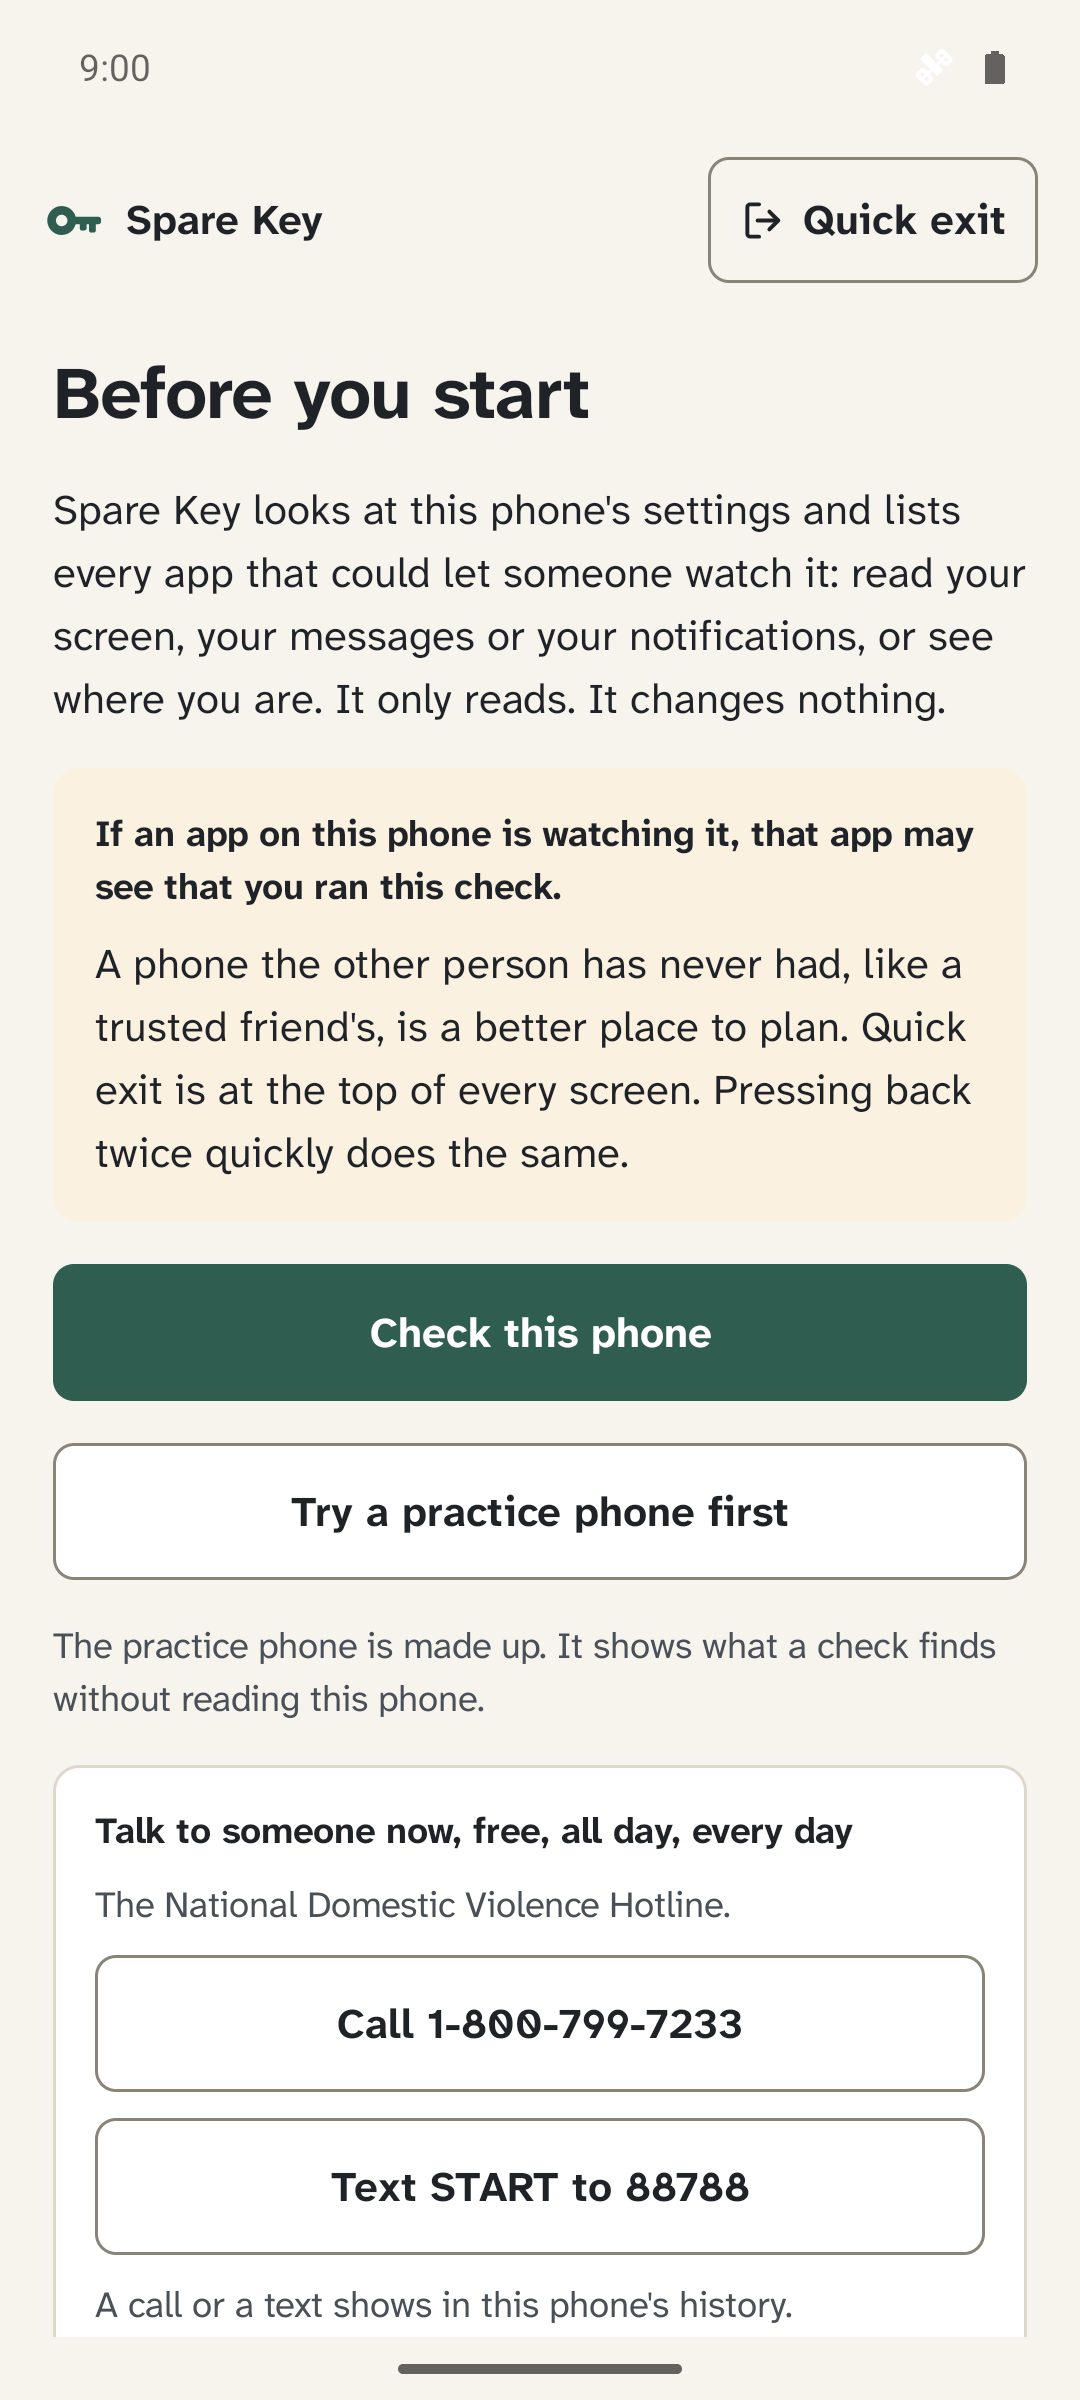 9:00
Spare Key
Quick exit
Before you start
Spare Key looks at this phone's settings and lists
every app that could let someone watch it: read your
screen, your messages or your notifications, or see
where you are. It only reads. It changes nothing.
If an app on this phone is watching it, that app may
see that you ran this check.
A phone the other person has never had, like a
trusted friend's, is a better place to plan. Quick
exit is at the top of every screen. Pressing back
twice quickly does the same.
Check this phone
Try a practice phone first
The practice phone is made up. It shows what a check finds
without reading this phone.
Talk to someone now, free, all day, every day
The National Domestic Violence Hotline.
Call 1-800-799-7233
Text START to 88788
A call or a text shows in this phone's history.